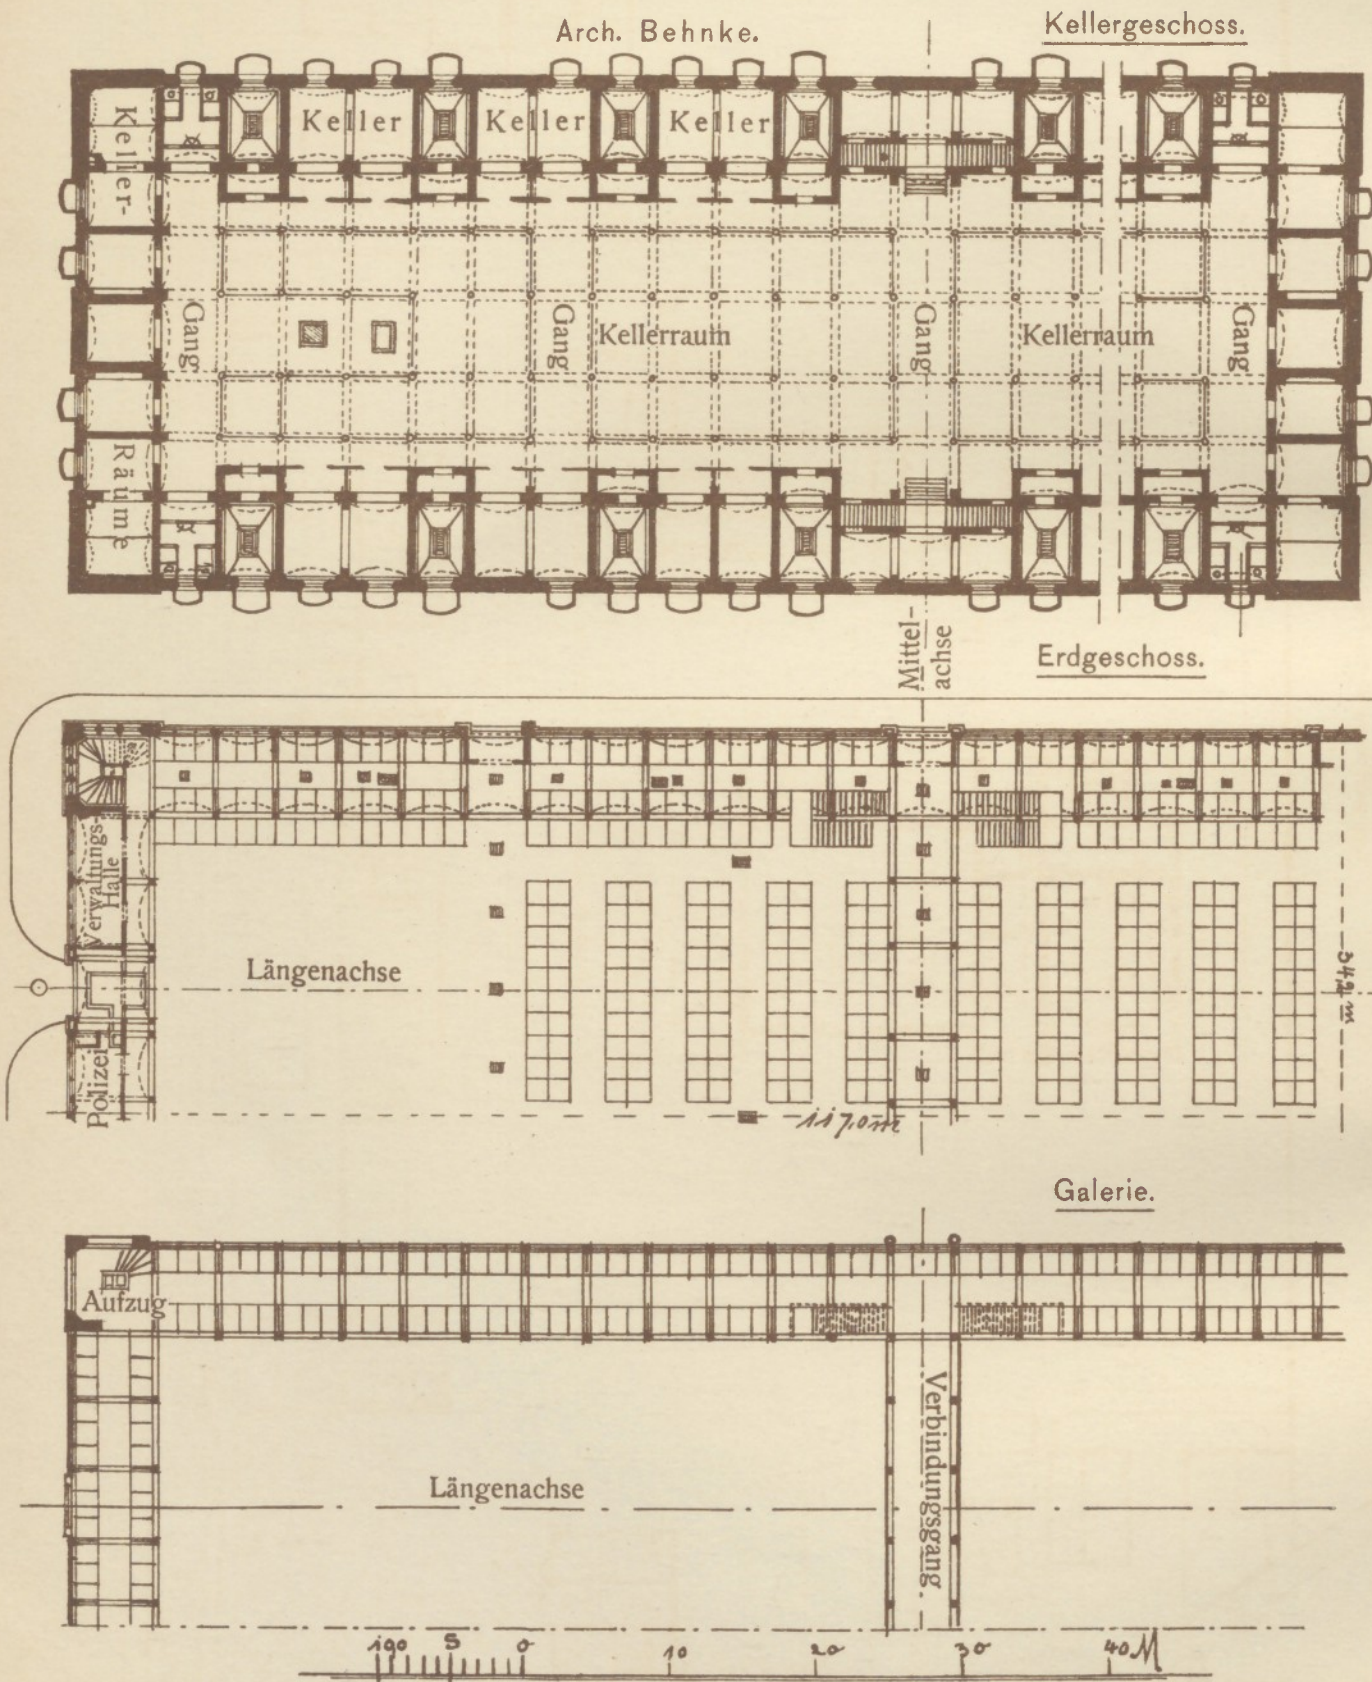 Arch. Behnke.
Kellergeschoss.
Keller-
Räume
Keller
Keller
Keller
Gang
Gang
Kellerraum
Gang
Kellerraum
Gang
Mittel-
achse
Erdgeschoss.
Verwaltungs-
Halle
Längenachse
Polizei
34,2 m
117,0 m
Galerie.
Aufzug
Längenachse
Verbindungsgang.
5 0 10 20 30 40 M